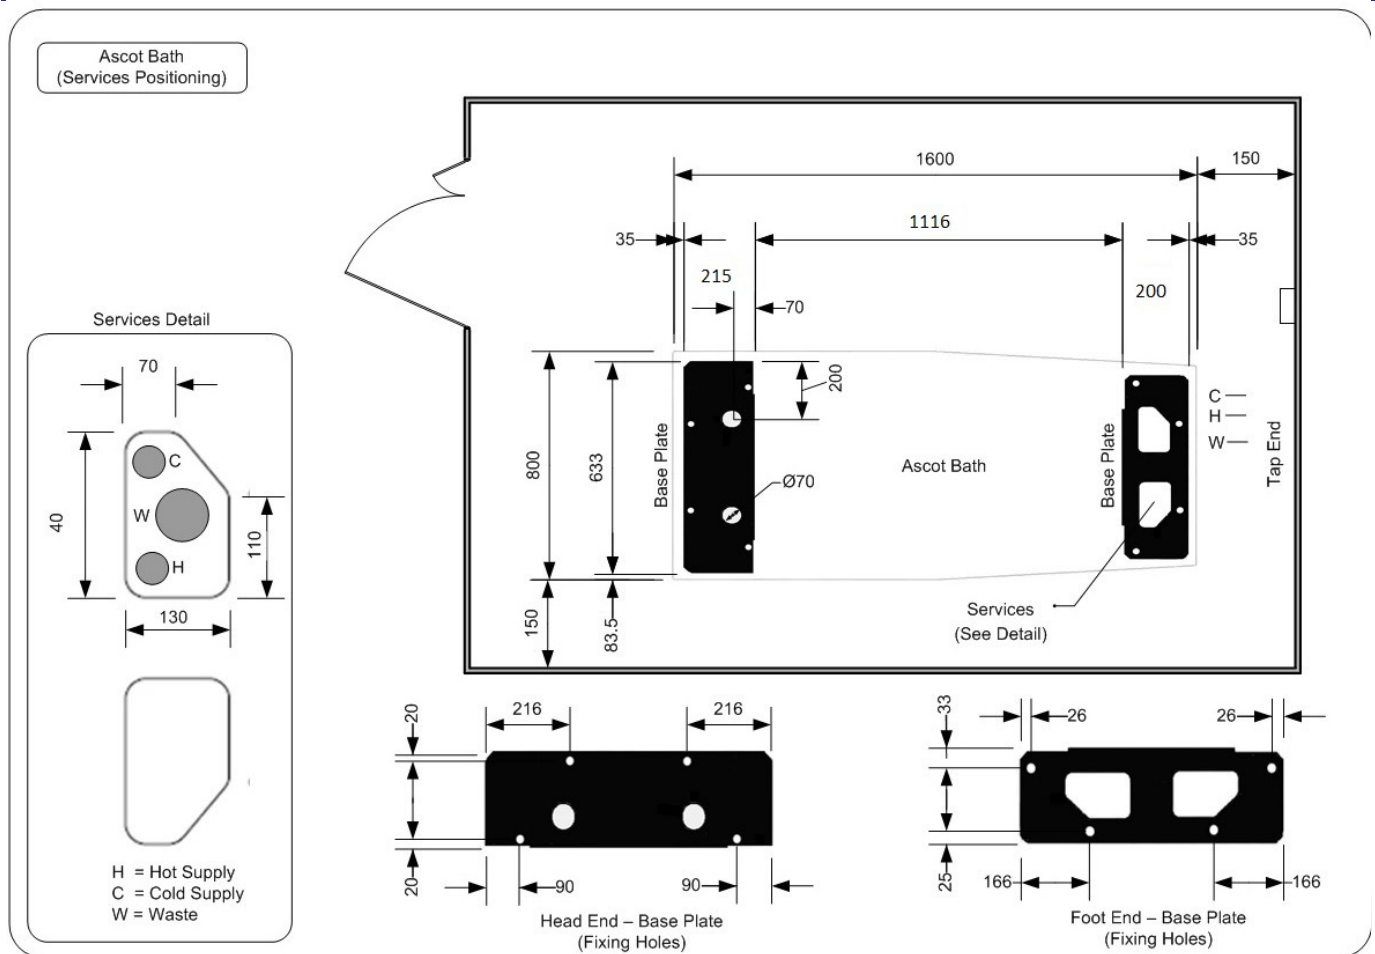 Ascot Bath
(Services Positioning)
1600
150
1116
35
35
215
200
70
200
Services Detail
70
C
W
H
40
110
130
H = Hot Supply
C = Cold Supply
W = Waste
800
633
Base Plate
Ø70
Ascot Bath
Base Plate
C
H
W
Tap End
150
83.5
Services
(See Detail)
20
216
216
20
90
90
Head End – Base Plate
(Fixing Holes)
33
26
26
25
166
166
Foot End – Base Plate
(Fixing Holes)